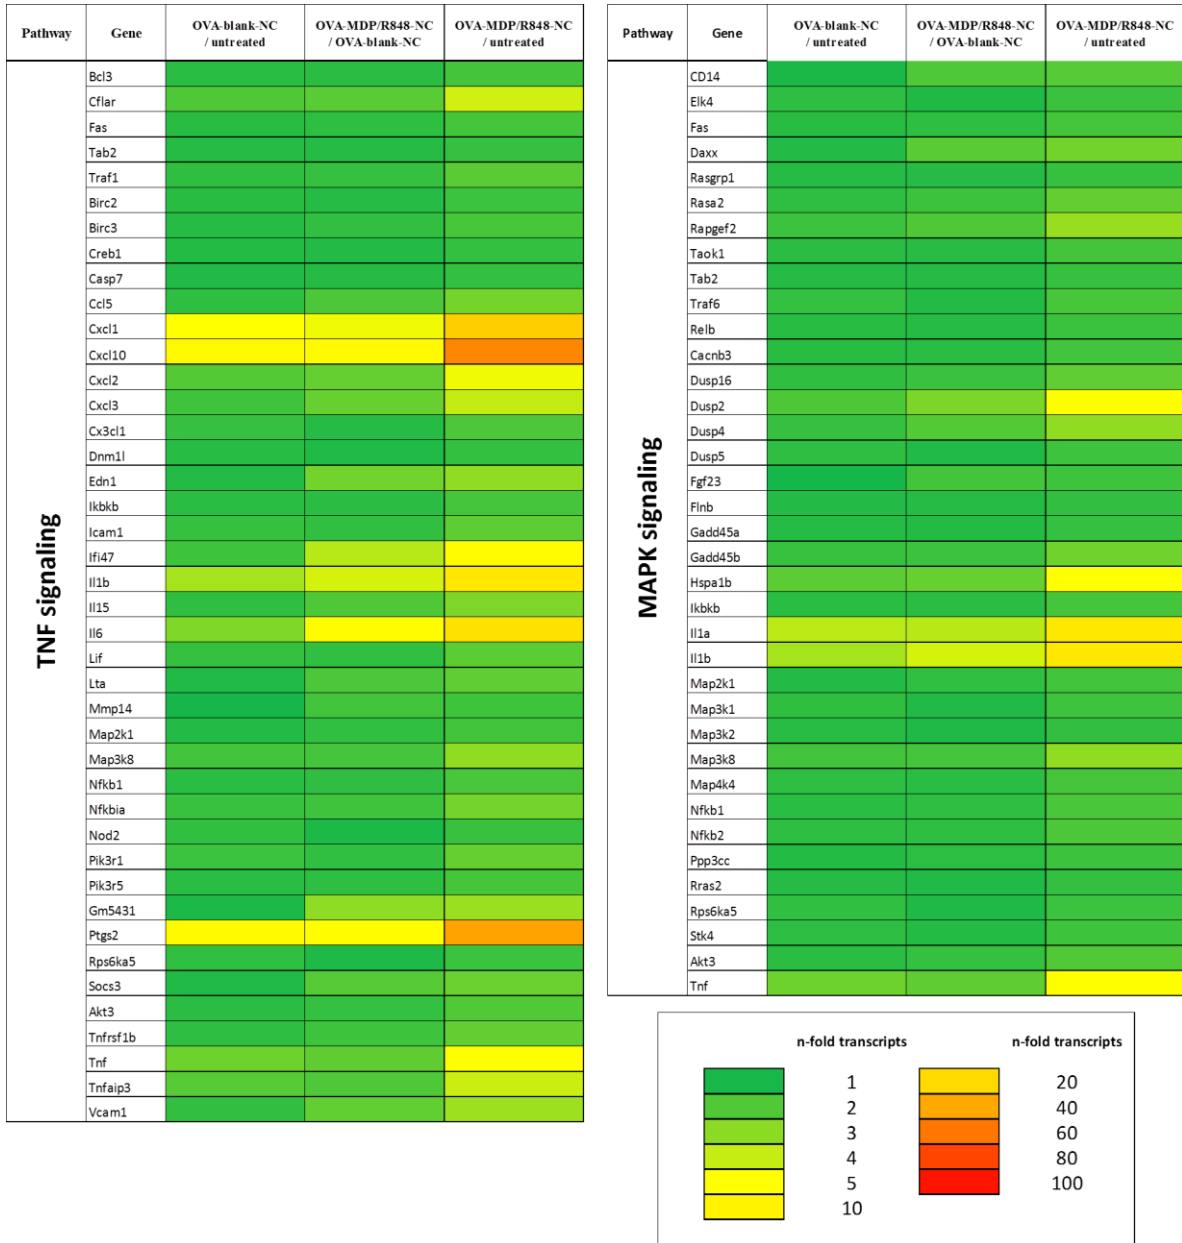 Pathway Gene OVA-blank-NC OVA-MDP/R848-NC OVA-MDP/R848-NC
/ untreated / OVA-blank-NC / untreated
TNF signaling
Bcl3
Cflar
Fas
Tab2
Traf1
Birc2
Birc3
Creb1
Casp7
Ccl5
Cxcl1
Cxcl10
Cxcl2
Cxcl3
Cx3cl1
Dnm1l
Edn1
Ikbkb
Icam1
Ifi47
Il1b
Il15
Il6
Lif
Lta
Mmp14
Map2k1
Map3k8
Nfkb1
Nfkbia
Nod2
Pik3r1
Pik3r5
Gm5431
Ptgs2
Rps6ka5
Socs3
Akt3
Tnfrsf1b
Tnf
Tnfaip3
Vcam1
Pathway Gene OVA-blank-NC OVA-MDP/R848-NC OVA-MDP/R848-NC
/ untreated / OVA-blank-NC / untreated
MAPK signaling
CD14
Elk4
Fas
Daxx
Rasgrp1
Rasa2
Rapgef2
Taok1
Tab2
Traf6
Relb
Cacnb3
Dusp16
Dusp2
Dusp4
Dusp5
Fgf23
Flnb
Gadd45a
Gadd45b
Hspa1b
Ikbkb
Il1a
Il1b
Map2k1
Map3k1
Map3k2
Map3k8
Map4k4
Nfkb1
Nfkb2
Ppp3cc
Rras2
Rps6ka5
Stk4
Akt3
Tnf
n-fold transcripts n-fold transcripts
1 20
2 40
3 60
4 80
5 100
10